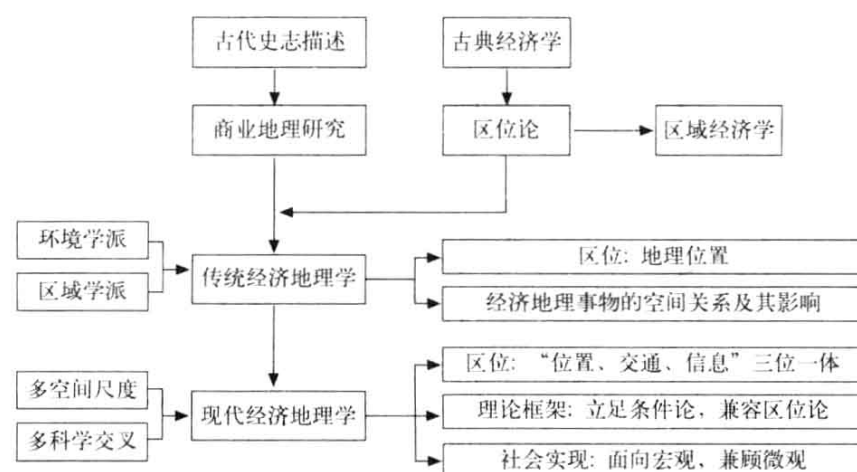 古代史志描述
古典经济学
商业地理研究
区位论
区域经济学
环境学派
区域学派
传统经济地理学
区位: 地理位置
经济地理事物的空间关系及其影响
多空间尺度
多科学交叉
现代经济地理学
区位: “位置、交通、信息”三位一体
理论框架: 立足条件论, 兼容区位论
社会实现: 面向宏观、兼顾微观